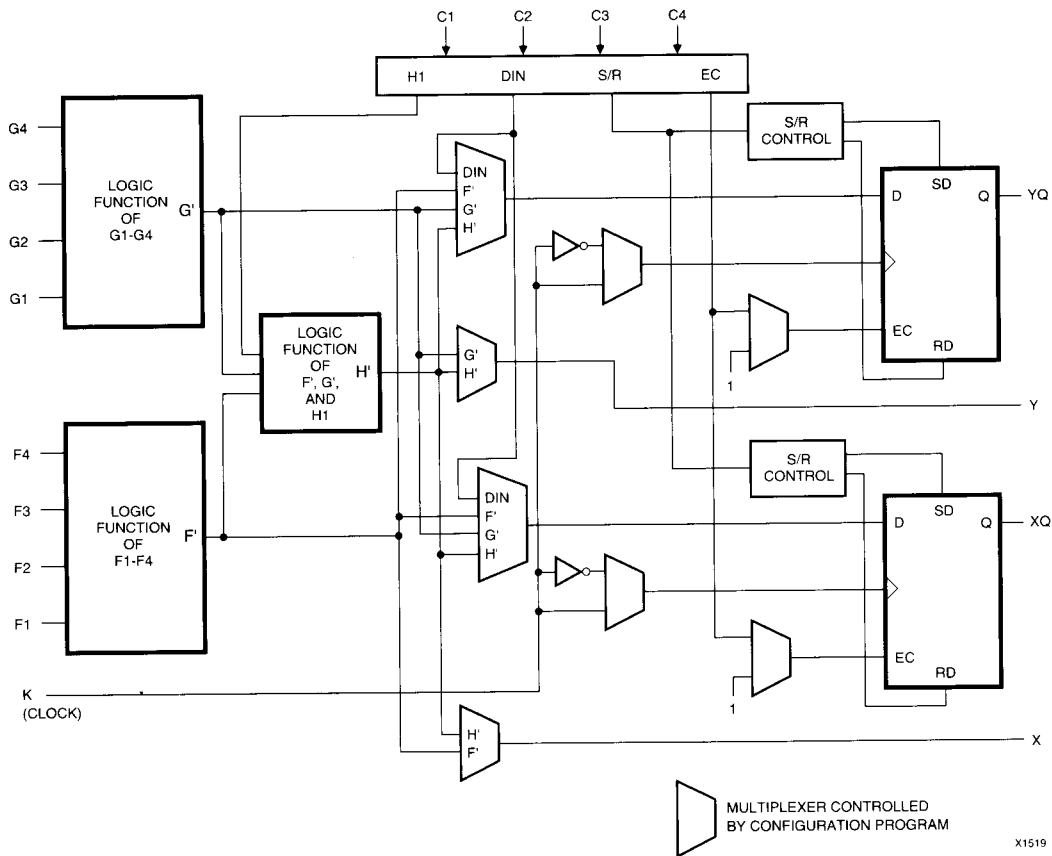 C1 C2 C3 C4
H1 DIN S/R EC
G4
G3
G2
G1
LOGIC
FUNCTION
OF
G1-G4
G'
DIN
F'
G'
H'
S/R
CONTROL
D SD Q
EC
RD
YQ
1
LOGIC
FUNCTION
OF
F', G',
AND
H1
H'
G'
H'
Y
F4
F3
F2
F1
LOGIC
FUNCTION
OF
F1-F4
F'
DIN
F'
G'
H'
S/R
CONTROL
D SD Q
EC
RD
XQ
1
K
(CLOCK)
H'
F'
X
MULTIPLEXER CONTROLLED
BY CONFIGURATION PROGRAM
X1519